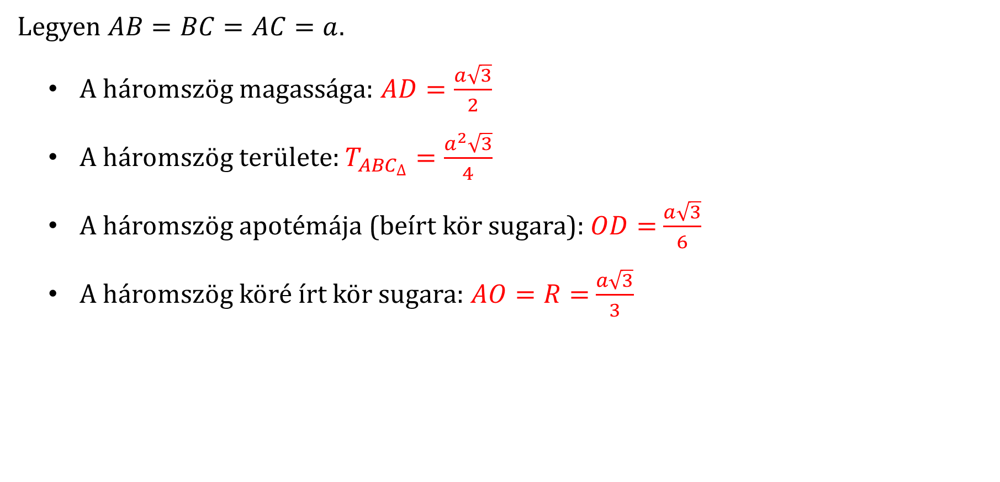 Legyen AB = BC = AC = a.
• A háromszög magassága: AD = \frac{a\sqrt{3}}{2}
• A háromszög területe: T_{ABC_Δ} = \frac{a^2\sqrt{3}}{4}
• A háromszög apotémája (beírt kör sugara): OD = \frac{a\sqrt{3}}{6}
• A háromszög köré írt kör sugara: AO = R = \frac{a\sqrt{3}}{3}